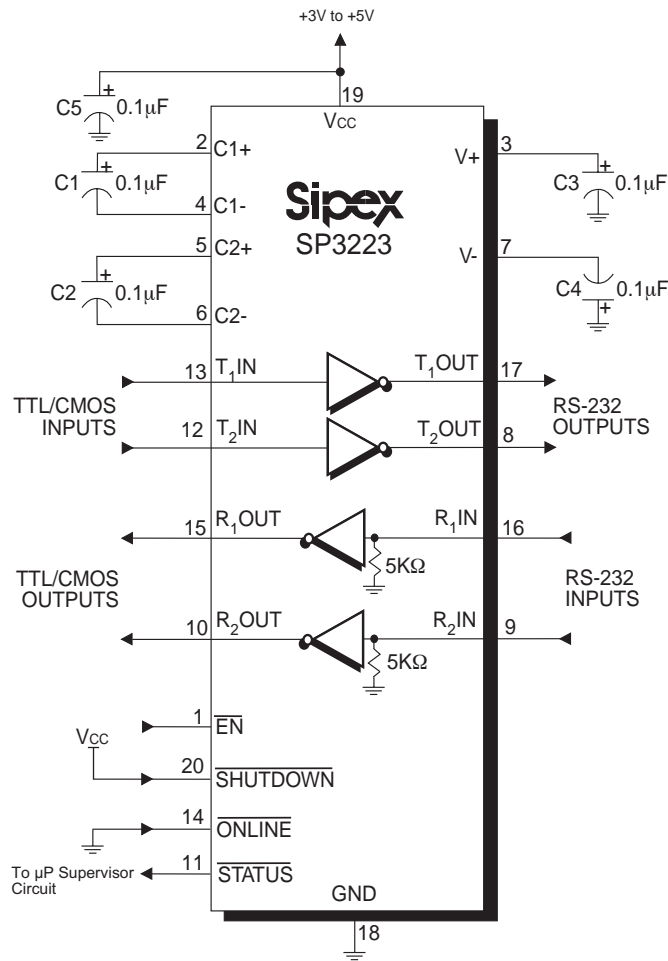 +3V to +5V
C5 + 0.1µF
19
VCC
2 C1+
C1 + 0.1µF
4 C1-
V+ 3
C3 + 0.1µF
Sipex
SP3223
5 C2+
C2 + 0.1µF
6 C2-
V- 7
C4 0.1µF +
TTL/CMOS
INPUTS
13 T1IN
T1OUT 17
12 T2IN
T2OUT 8
RS-232
OUTPUTS
15 R1OUT
R1IN 16
5KΩ
TTL/CMOS
OUTPUTS
RS-232
INPUTS
10 R2OUT
R2IN 9
5KΩ
1 EN
VCC
20 SHUTDOWN
14 ONLINE
To µP Supervisor
Circuit
11 STATUS
GND
18